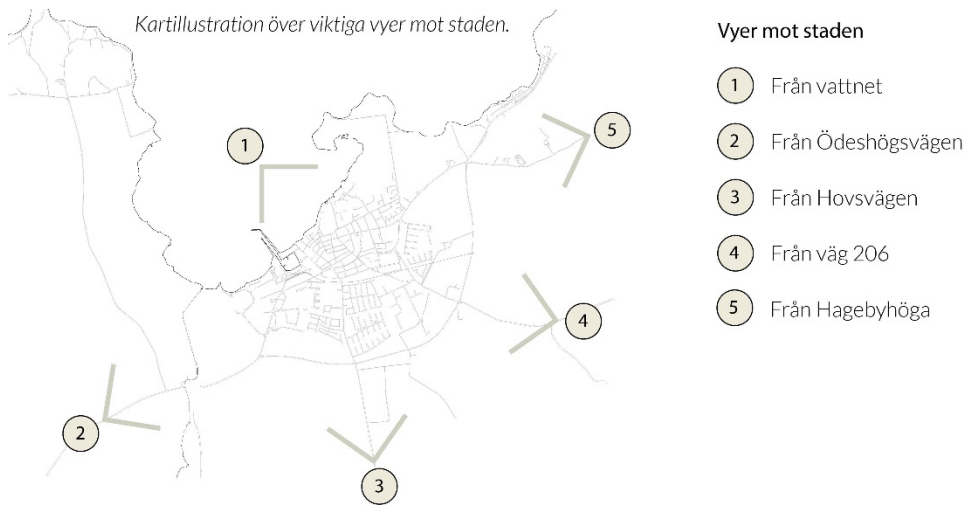 Kartillustration över viktiga vyer mot staden.
1
5
4
2
3
Vyer mot staden
1 Från vattnet
2 Från Ödeshögsvägen
3 Från Hovsvägen
4 Från väg 206
5 Från Hagebyhöga